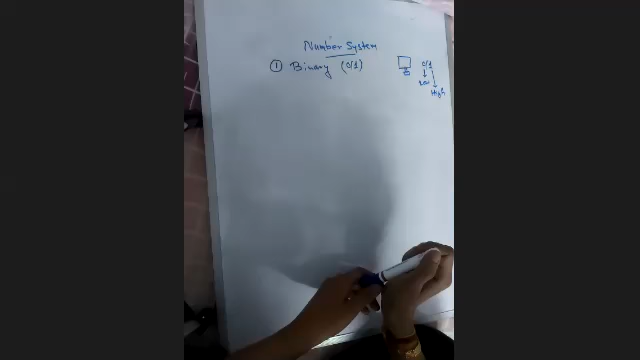 Number System
① Binary (0/1)
0/1
Low
High